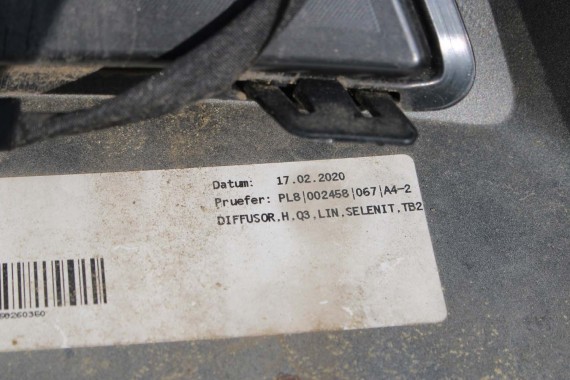 Datum: 17.02.2020
Pruefer: PL8|002458|067|A4-2
DIFFUSOR.H.Q3.LIN.SELENIT.TB2